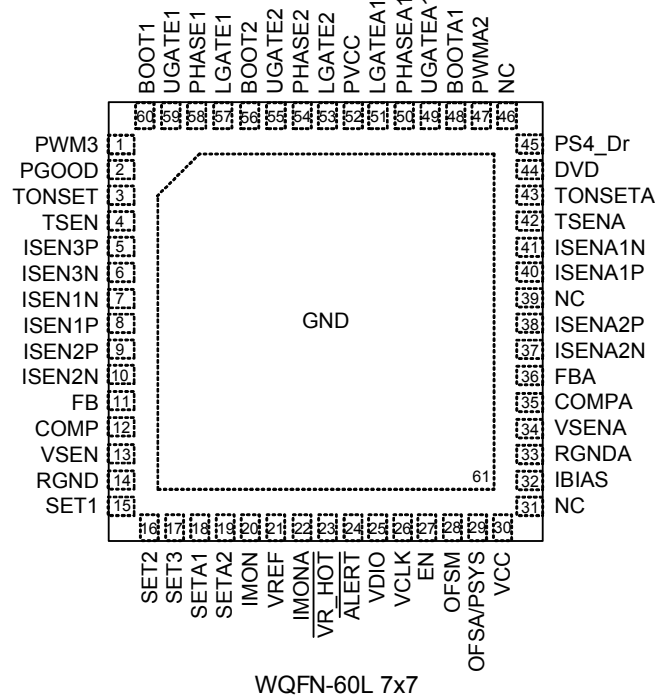 BOOT1
UGATE1
PHASE1
LGATE1
BOOT2
UGATE2
PHASE2
LGATE2
PVCC
LGATEA1
PHASEA1
UGATEA1
BOOTA1
PWMA2
NC
60
59
58
57
56
55
54
53
52
51
50
49
48
47
46
PWM3 1
PGOOD 2
TONSET 3
TSEN 4
ISEN3P 5
ISEN3N 6
ISEN1N 7
ISEN1P 8
ISEN2P 9
ISEN2N 10
FB 11
COMP 12
VSEN 13
RGND 14
SET1 15
GND
61
45 PS4_Dr
44 DVD
43 TONSETA
42 TSENA
41 ISENA1N
40 ISENA1P
39 NC
38 ISENA2P
37 ISENA2N
36 FBA
35 COMPA
34 VSENA
33 RGNDA
32 IBIAS
31 NC
16
17
18
19
20
21
22
23
24
25
26
27
28
29
30
SET2
SET3
SETA1
SETA2
IMON
VREF
IMONA
VR_HOT
ALERT
VDIO
VCLK
EN
OFSM
OFSA/PSYS
VCC
WQFN-60L 7x7